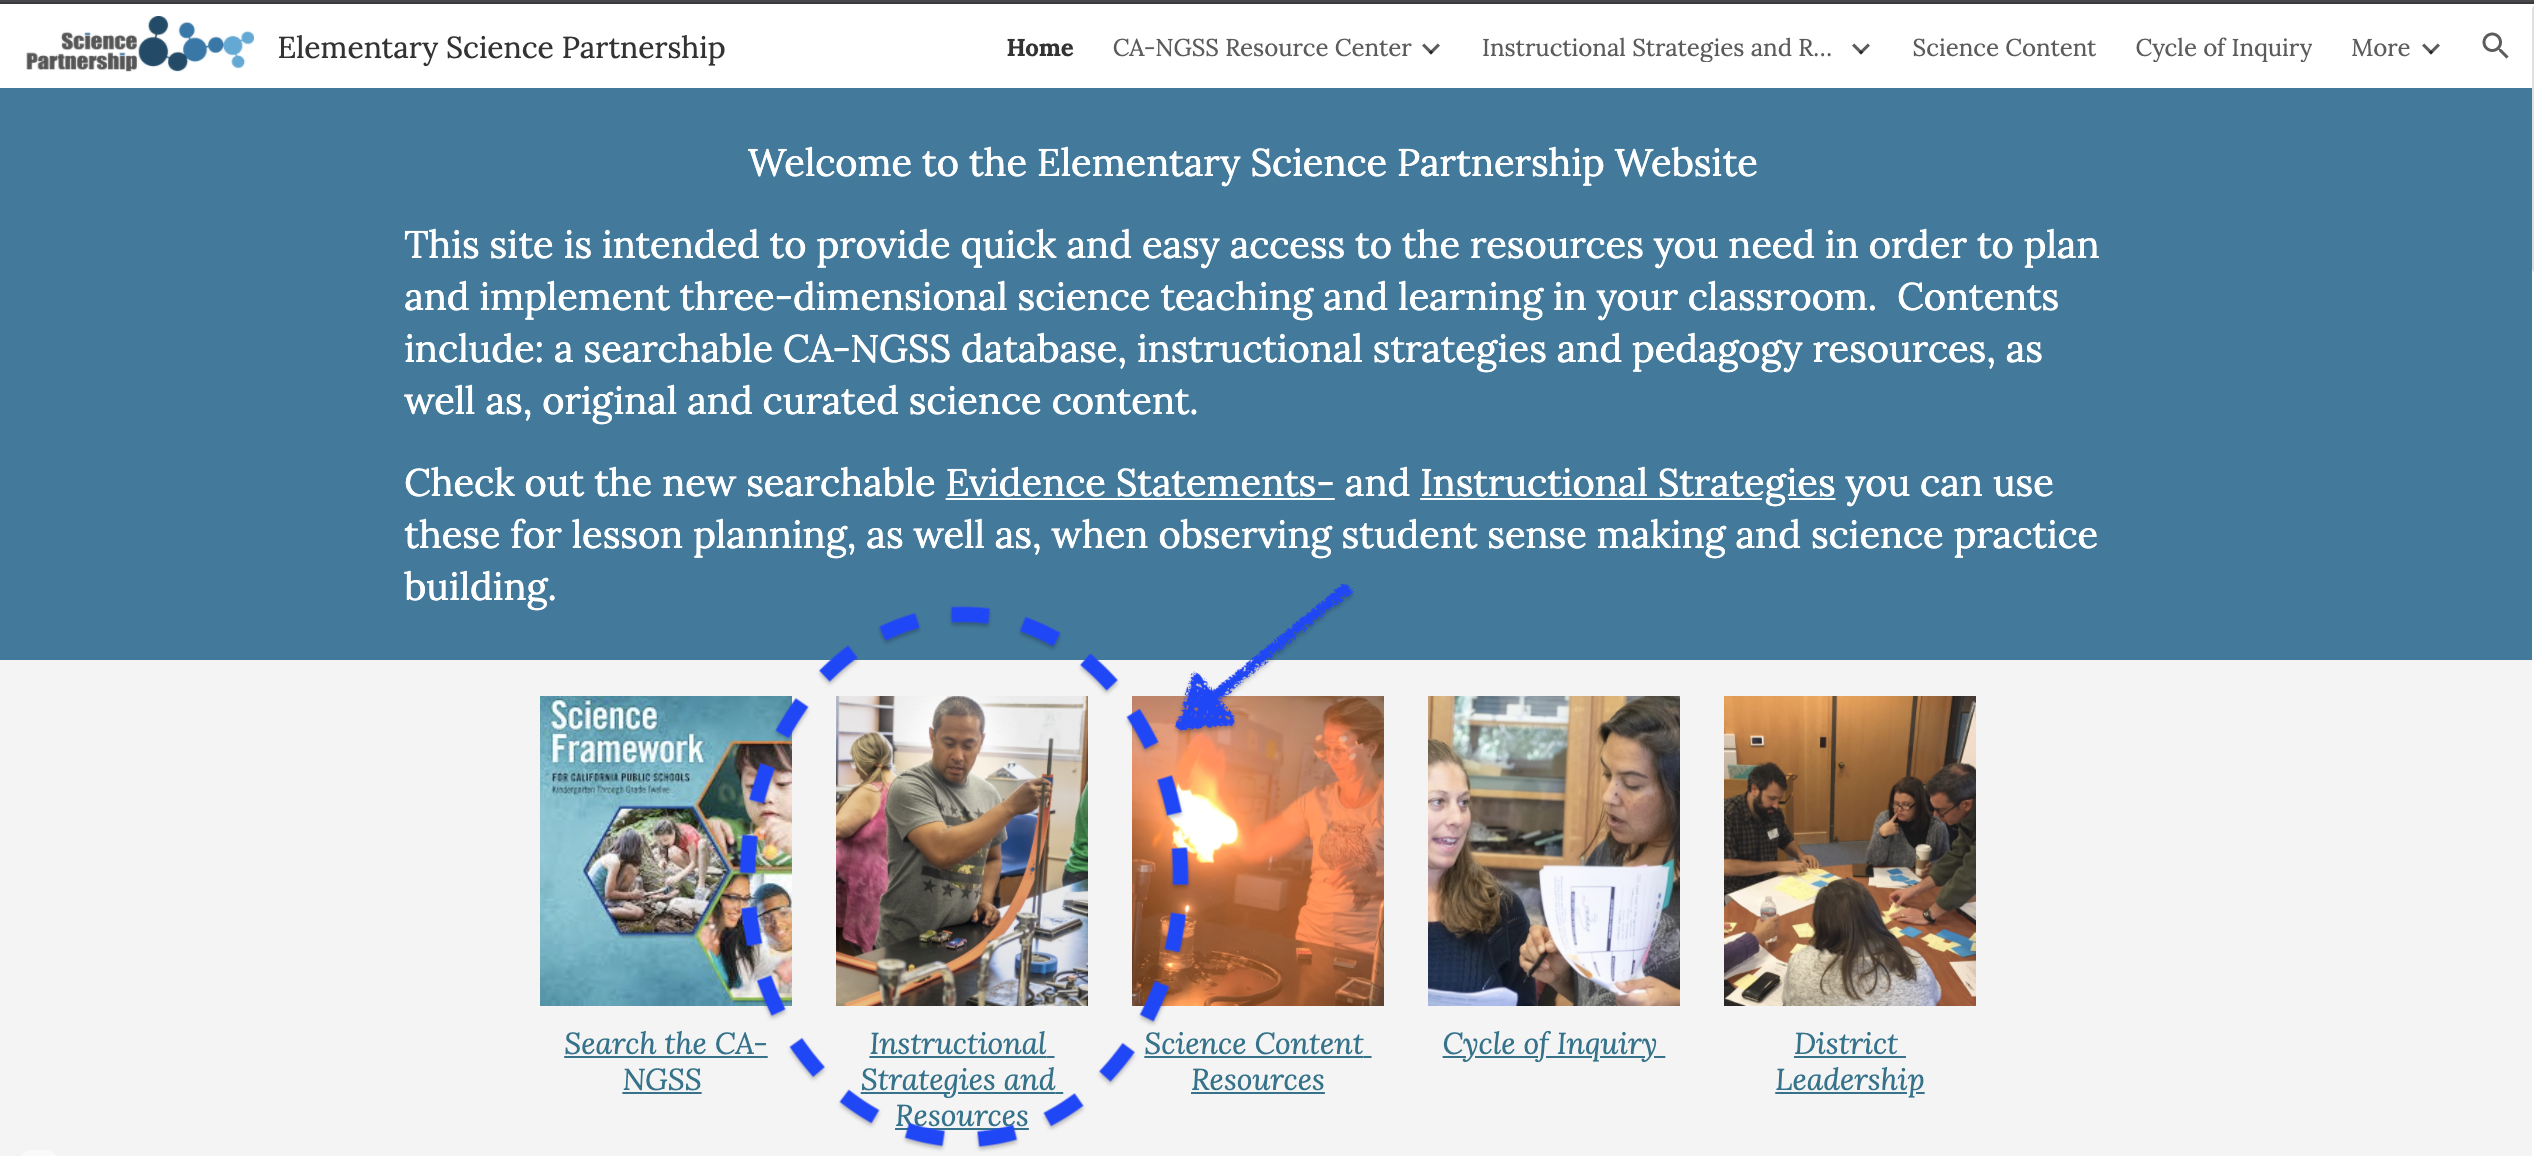 Science
Partnership
Elementary Science Partnership
Home
CA-NGSS Resource Center
Instructional Strategies and R...
Science Content
Cycle of Inquiry
More
Welcome to the Elementary Science Partnership Website
This site is intended to provide quick and easy access to the resources you need in order to plan
and implement three-dimensional science teaching and learning in your classroom.  Contents
include: a searchable CA-NGSS database, instructional strategies and pedagogy resources, as
well as, original and curated science content.
Check out the new searchable Evidence Statements- and Instructional Strategies you can use
these for lesson planning, as well as, when observing student sense making and science practice
building.
Science
Framework
FOR CALIFORNIA PUBLIC SCHOOLS
Kindergarten Through Grade Twelve
Search the CA-
NGSS
Instructional
Strategies and
Resources
Science Content
Resources
Cycle of Inquiry
District
Leadership